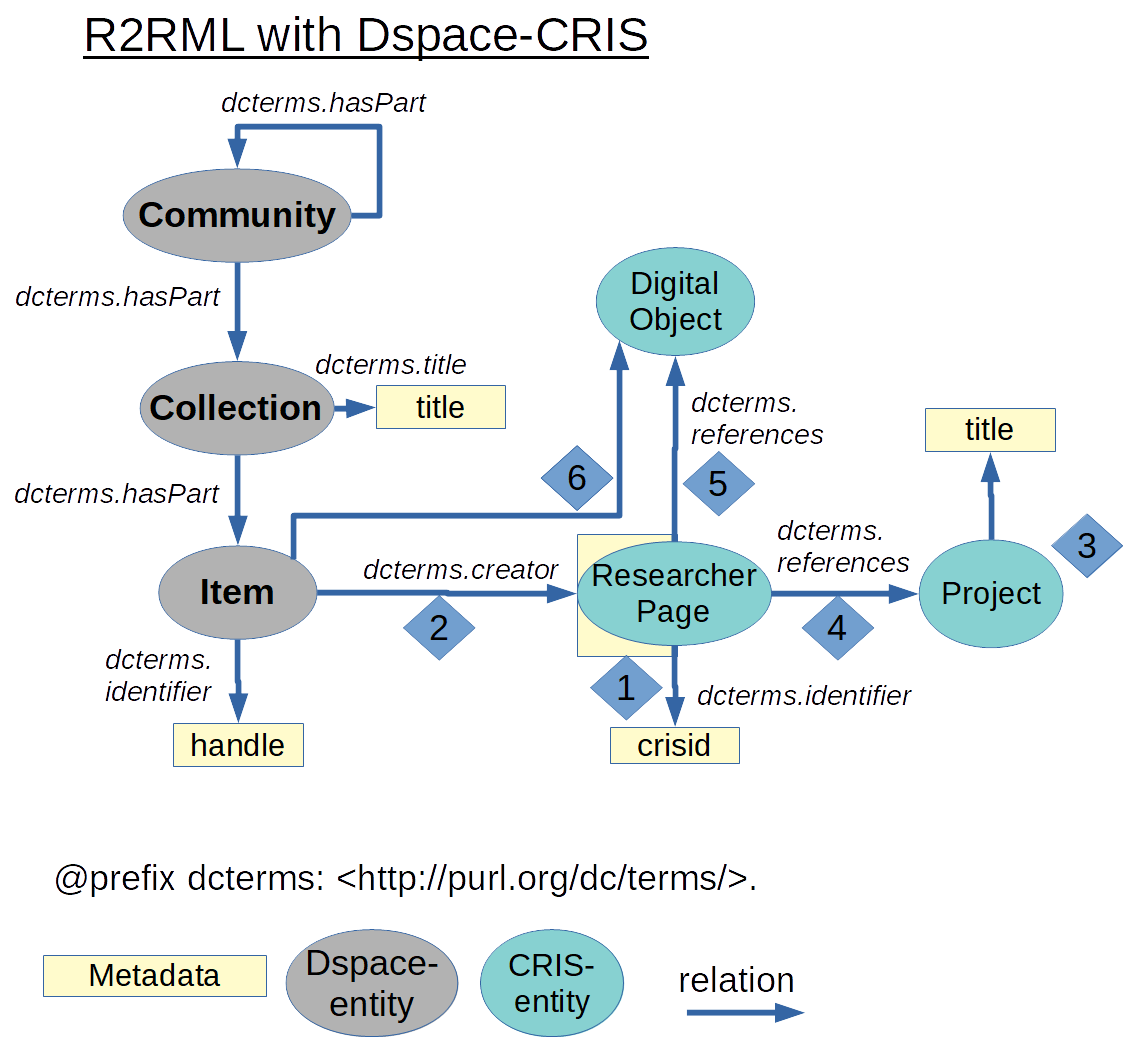 R2RML with Dspace-CRIS
dcterms.hasPart
Community
dcterms.hasPart
Digital
Object
dcterms.title
Collection
title
dcterms.
references
title
dcterms.hasPart
6
5
dcterms.
references
3
dcterms.creator
Item
Researcher
Page
Project
2
4
dcterms.
identifier
1
dcterms.identifier
handle
crisid
@prefix dcterms: <http://purl.org/dc/terms/>.
Metadata
Dspace-
entity
CRIS-
entity
relation